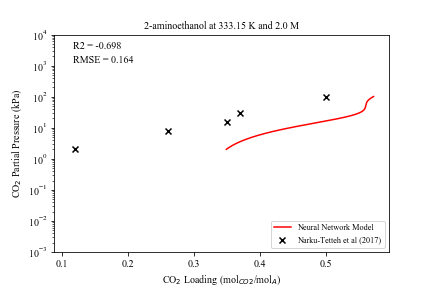 2-aminoethanol at 333.15 K and 2.0 M
R2 = -0.698
RMSE = 0.164
CO2 Partial Pressure (kPa)
10^4
10^3
10^2
10^1
10^0
10^−1
10^−2
10^−3
0.1 0.2 0.3 0.4 0.5
CO2 Loading (molCO2/molA)
Neural Network Model
Narku-Tetteh et al (2017)